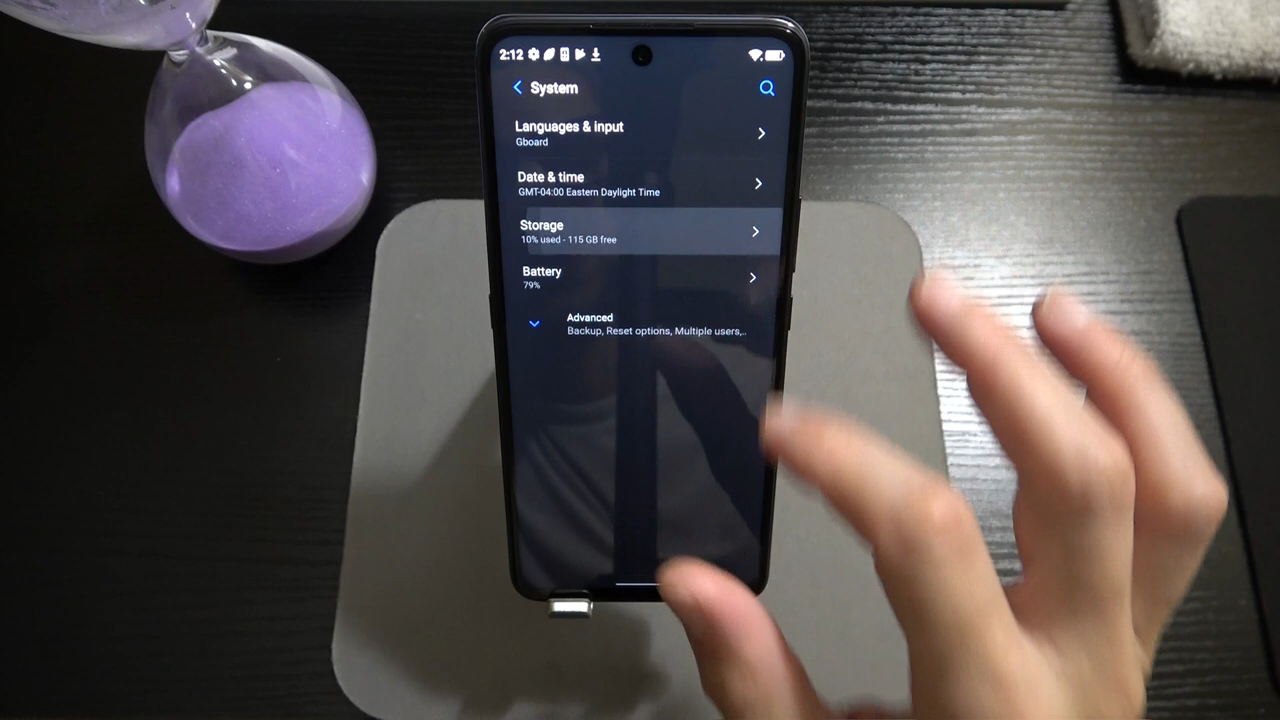 2:12
System
Languages & input
Gboard
Date & time
GMT-04:00 Eastern Daylight Time
Storage
10% used - 115 GB free
Battery
79%
Advanced
Backup, Reset options, Multiple users,..